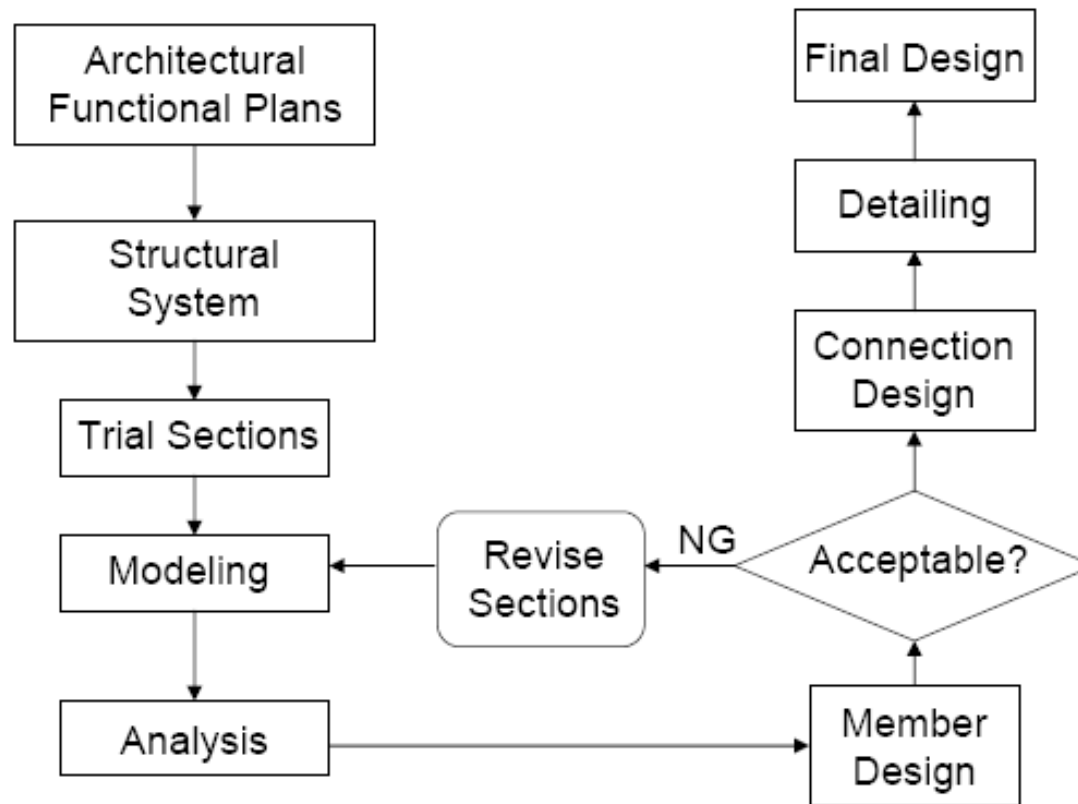 Architectural
Functional Plans
Structural
System
Trial Sections
Modeling
Analysis
Revise
Sections
NG
Final Design
Detailing
Connection
Design
Acceptable?
Member
Design